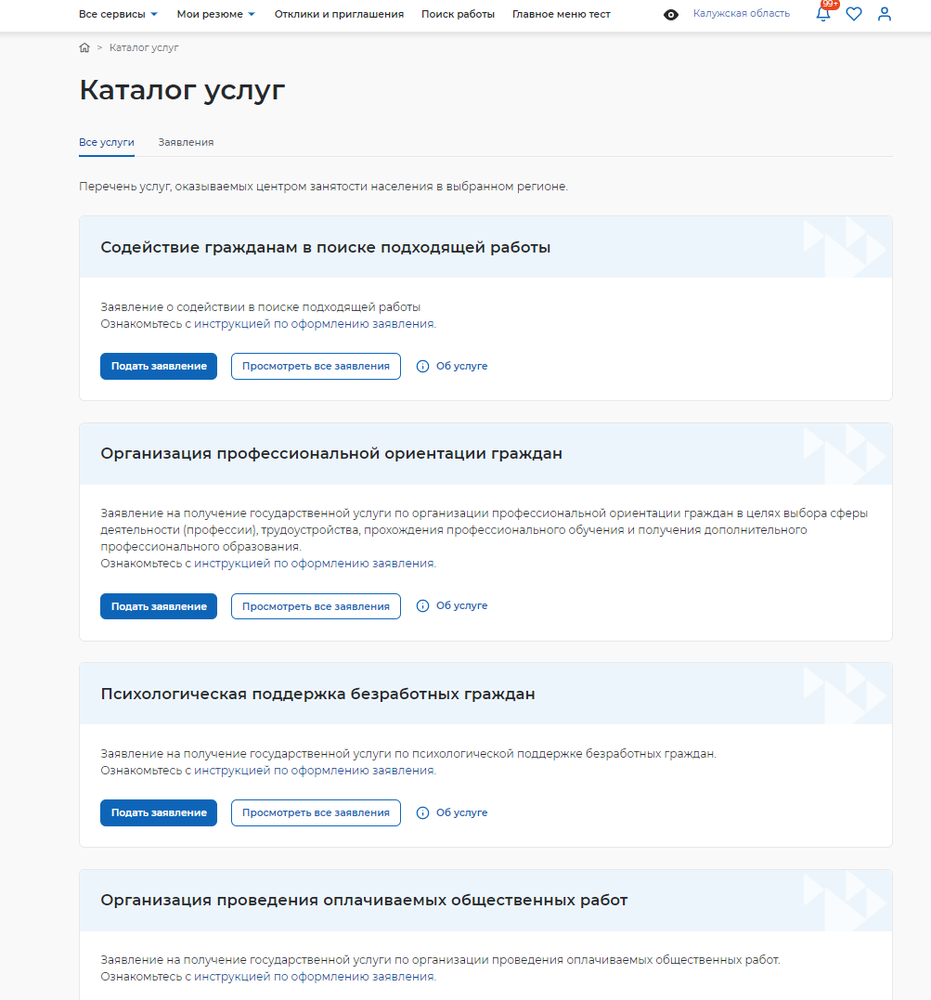 Все сервисы Мои резюме Отклики и приглашения Поиск работы Главное меню тест Калужская область 99+
> Каталог услуг
Каталог услуг
Все услуги Заявления
Перечень услуг, оказываемых центром занятости населения в выбранном регионе.
Содействие гражданам в поиске подходящей работы
Заявление о содействии в поиске подходящей работы
Ознакомьтесь с инструкцией по оформлению заявления.
Подать заявление Просмотреть все заявления Об услуге
Организация профессиональной ориентации граждан
Заявление на получение государственной услуги по организации профессиональной ориентации граждан в целях выбора сферы
деятельности (профессии), трудоустройства, прохождения профессионального обучения и получения дополнительного
профессионального образования.
Ознакомьтесь с инструкцией по оформлению заявления.
Подать заявление Просмотреть все заявления Об услуге
Психологическая поддержка безработных граждан
Заявление на получение государственной услуги по психологической поддержке безработных граждан.
Ознакомьтесь с инструкцией по оформлению заявления.
Подать заявление Просмотреть все заявления Об услуге
Организация проведения оплачиваемых общественных работ
Заявление на получение государственной услуги по организации проведения оплачиваемых общественных работ.
Ознакомьтесь с инструкцией по оформлению заявления.